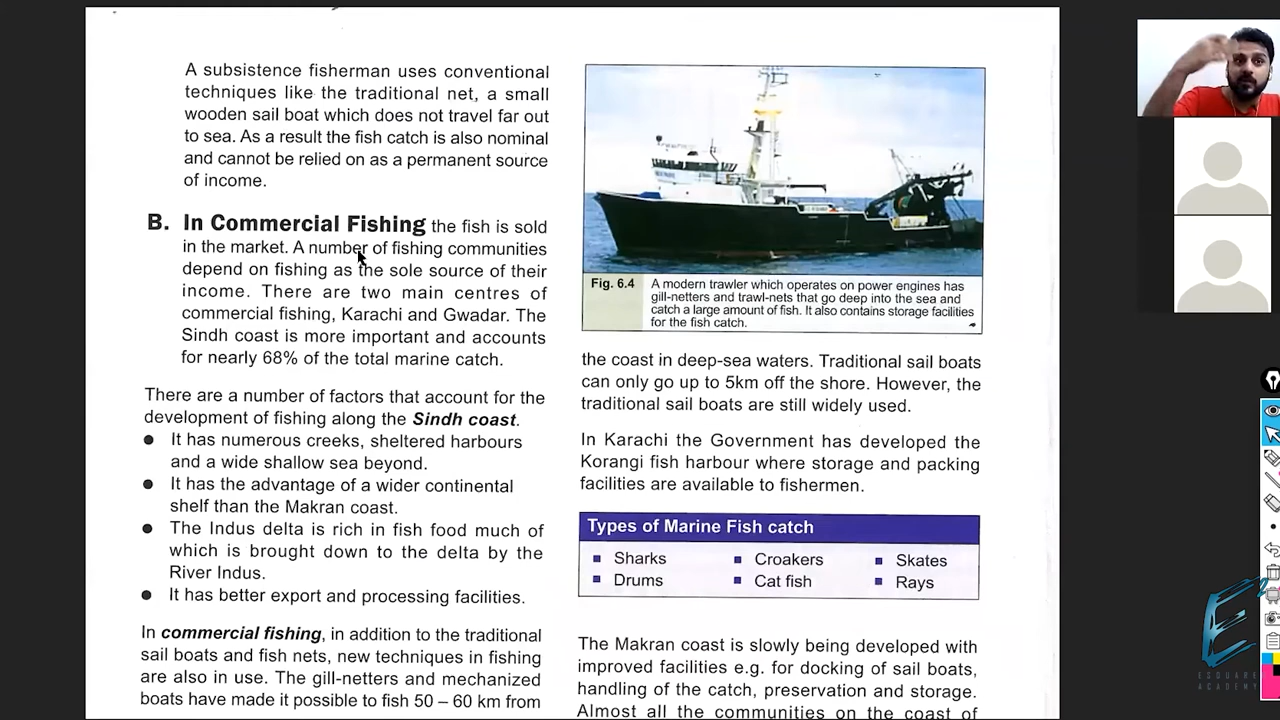 A subsistence fisherman uses conventional
techniques like the traditional net, a small
wooden sail boat which does not travel far out
to sea. As a result the fish catch is also nominal
and cannot be relied on as a permanent source
of income.
B. In Commercial Fishing the fish is sold
in the market. A number of fishing communities
depend on fishing as the sole source of their
income. There are two main centres of
commercial fishing, Karachi and Gwadar. The
Sindh coast is more important and accounts
for nearly 68% of the total marine catch.
There are a number of factors that account for the
development of fishing along the Sindh coast.
● It has numerous creeks, sheltered harbours
and a wide shallow sea beyond.
● It has the advantage of a wider continental
shelf than the Makran coast.
● The Indus delta is rich in fish food much of
which is brought down to the delta by the
River Indus.
● It has better export and processing facilities.
In commercial fishing, in addition to the traditional
sail boats and fish nets, new techniques in fishing
are also in use. The gill-netters and mechanized
boats have made it possible to fish 50 – 60 km from
Fig. 6.4 A modern trawler which operates on power engines has
gill-netters and trawl-nets that go deep into the sea and
catch a large amount of fish. It also contains storage facilities
for the fish catch.
the coast in deep-sea waters. Traditional sail boats
can only go up to 5km off the shore. However, the
traditional sail boats are still widely used.
In Karachi the Government has developed the
Korangi fish harbour where storage and packing
facilities are available to fishermen.
Types of Marine Fish catch
▪ Sharks ▪ Croakers ▪ Skates
▪ Drums ▪ Cat fish ▪ Rays
The Makran coast is slowly being developed with
improved facilities e.g. for docking of sail boats,
handling of the catch, preservation and storage.
Almost all the communities on the coast of
E²
ESQUARE
ACADEMY